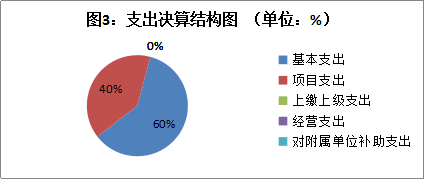 图3：支出决算结构图 （单位：%）
0%
40%
60%
基本支出
项目支出
上缴上级支出
经营支出
对附属单位补助支出